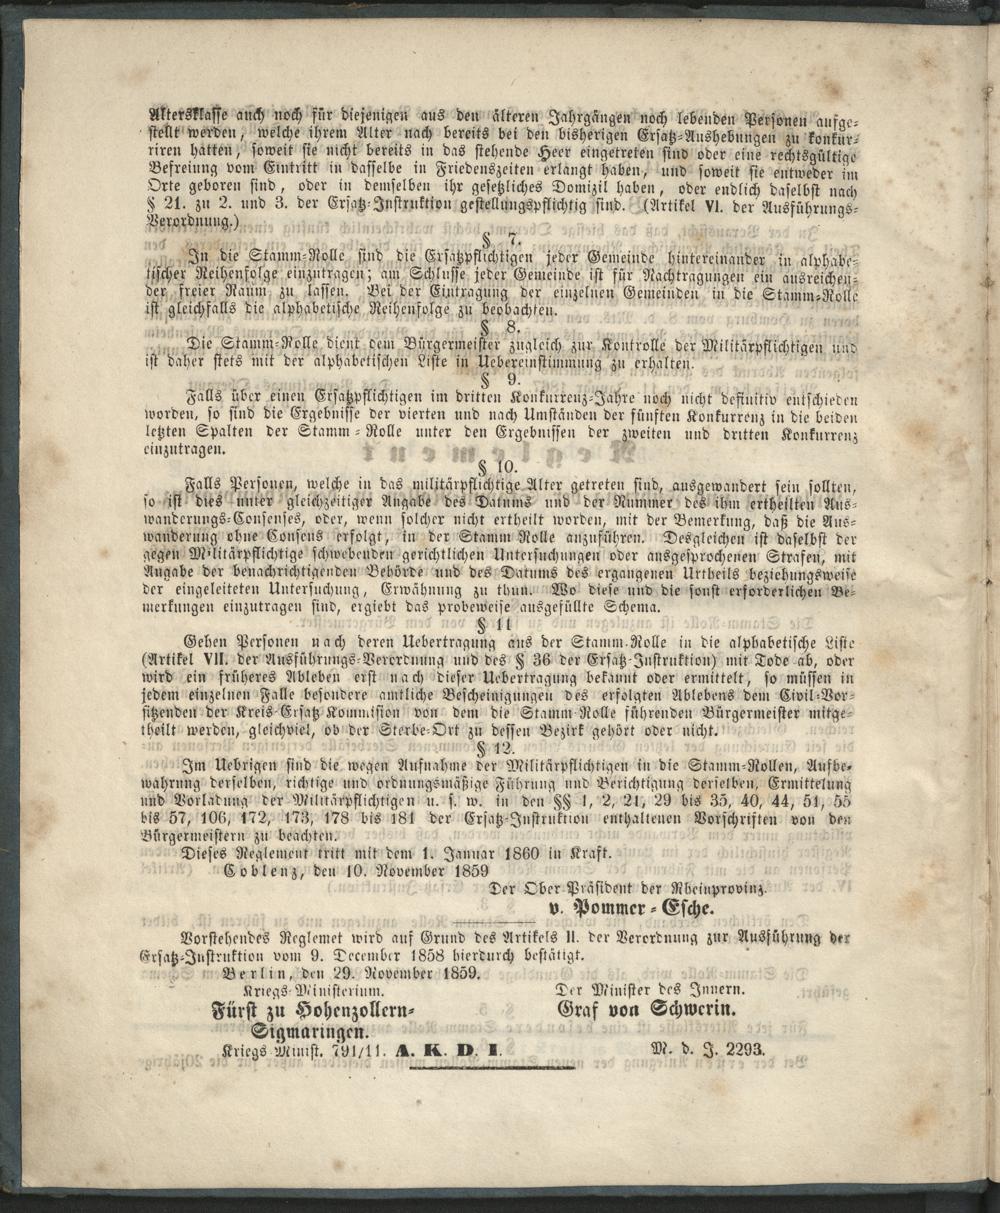 Altersklasse auch noch für diejenigen aus den älteren Jahrgängen noch lebenden Personen aufge-
stellt werden, welche ihrem Alter nach bereits bei den bisherigen Ersatz-Aushebungen zu konkur-
riren hatten, soweit sie nicht bereits in das stehende Heer eingetreten sind oder eine rechtsgültige
Befreiung vom Eintritt in dasselbe in Friedenszeiten erlangt haben, und soweit sie entweder im
Orte geboren sind, oder in demselben ihr gesetzliches Domizil haben, oder endlich daselbst nach
§ 21. zu 2. und 3. der Ersatz-Instruktion gestellungspflichtig sind. (Artikel VI. der Ausführungs-
Verordnung.)
§ 7.
In die Stamm-Rolle sind die Ersatzpflichtigen jeder Gemeinde hintereinander in alphabe-
tischer Reihenfolge einzutragen; am Schlusse jeder Gemeinde ist für Nachtragungen ein ausreichen-
der freier Raum zu lassen. Bei der Eintragung der einzelnen Gemeinden in die Stamm-Rolle
ist gleichfalls die alphabetische Reihenfolge zu beobachten.
§ 8.
Die Stamm-Rolle dient dem Bürgermeister zugleich zur Kontrolle der Militärpflichtigen und
ist daher stets mit der alphabetischen Liste in Uebereinstimmung zu erhalten.
§ 9.
Falls über einen Ersatzpflichtigen im dritten Konkurrenz-Jahre noch nicht definitiv entschieden
worden, so sind die Ergebnisse der vierten und nach Umständen der fünften Konkurrenz in die beiden
letzten Spalten der Stamm-Rolle unter den Ergebnissen der zweiten und dritten Konkurrenz
einzutragen.
§ 10.
Falls Personen, welche in das militärpflichtige Alter getreten sind, ausgewandert sein sollten,
so ist dies unter gleichzeitiger Angabe des Datums und der Nummer des ihm ertheilten Aus-
wanderungs-Consenses, oder, wenn solcher nicht ertheilt worden, mit der Bemerkung, daß die Aus-
wanderung ohne Consens erfolgt, in der Stamm Rolle anzuführen. Desgleichen ist daselbst der
gegen Militärpflichtige schwebenden gerichtlichen Untersuchungen oder ausgesprochenen Strafen, mit
Angabe der benachrichtigenden Behörde und des Datums des ergangenen Urtheils beziehungsweise
der eingeleiteten Untersuchung, Erwähnung zu thun. Wo diese und die sonst erforderlichen Be-
merkungen einzutragen sind, ergiebt das probeweise ausgefüllte Schema.
§ 11
Gehen Personen nach deren Uebertragung aus der Stamm-Rolle in die alphabetische Liste
(Artikel VII. der Ausführungs-Verordnung und des § 36 der Ersatz-Instruktion) mit Tode ab, oder
wird ein früheres Ableben erst nach dieser Uebertragung bekannt oder ermittelt, so müssen in
jedem einzelnen Falle besondere amtliche Bescheinigungen des erfolgten Ablebens dem Civil-Vor-
sitzenden der Kreis-Ersatz-Kommision von dem die Stamm-Rolle führenden Bürgermeister mitge-
theilt werden, gleichviel, ob der Sterbe-Ort zu dessen Bezirk gehört oder nicht.
§ 12.
Im Uebrigen sind die wegen Aufnahme der Militärpflichtigen in die Stamm-Rollen, Aufbe-
wahrung derselben, richtige und ordnungsmäßige Führung und Berichtigung derselben, Ermittelung
und Vorladung der Militärpflichtigen u. s. w. in den §§ 1, 2, 21, 29 bis 35, 40, 44, 51, 55
bis 57, 106, 172, 173, 178 bis 181 der Ersatz-Instruktion enthaltenen Vorschriften von den
Bürgermeistern zu beachten.
Dieses Reglement tritt mit dem 1. Januar 1860 in Kraft.
Coblenz, den 10. November 1859
Der Ober-Präsident der Rheinprovinz.
v. Pommer-Esche.
Vorstehendes Reglemet wird auf Grund des Artikels II. der Verordnung zur Ausführung der
Ersatz-Instruktion vom 9. December 1858 hierdurch bestätigt.
Berlin, den 29. November 1859.
Kriegs-Ministerium. Der Minister des Innern.
Fürst zu Hohenzollern- Graf von Schwerin.
Sigmaringen.
Kriegs Minist. 791/11. A. K. D. I. M. d. J. 2293.